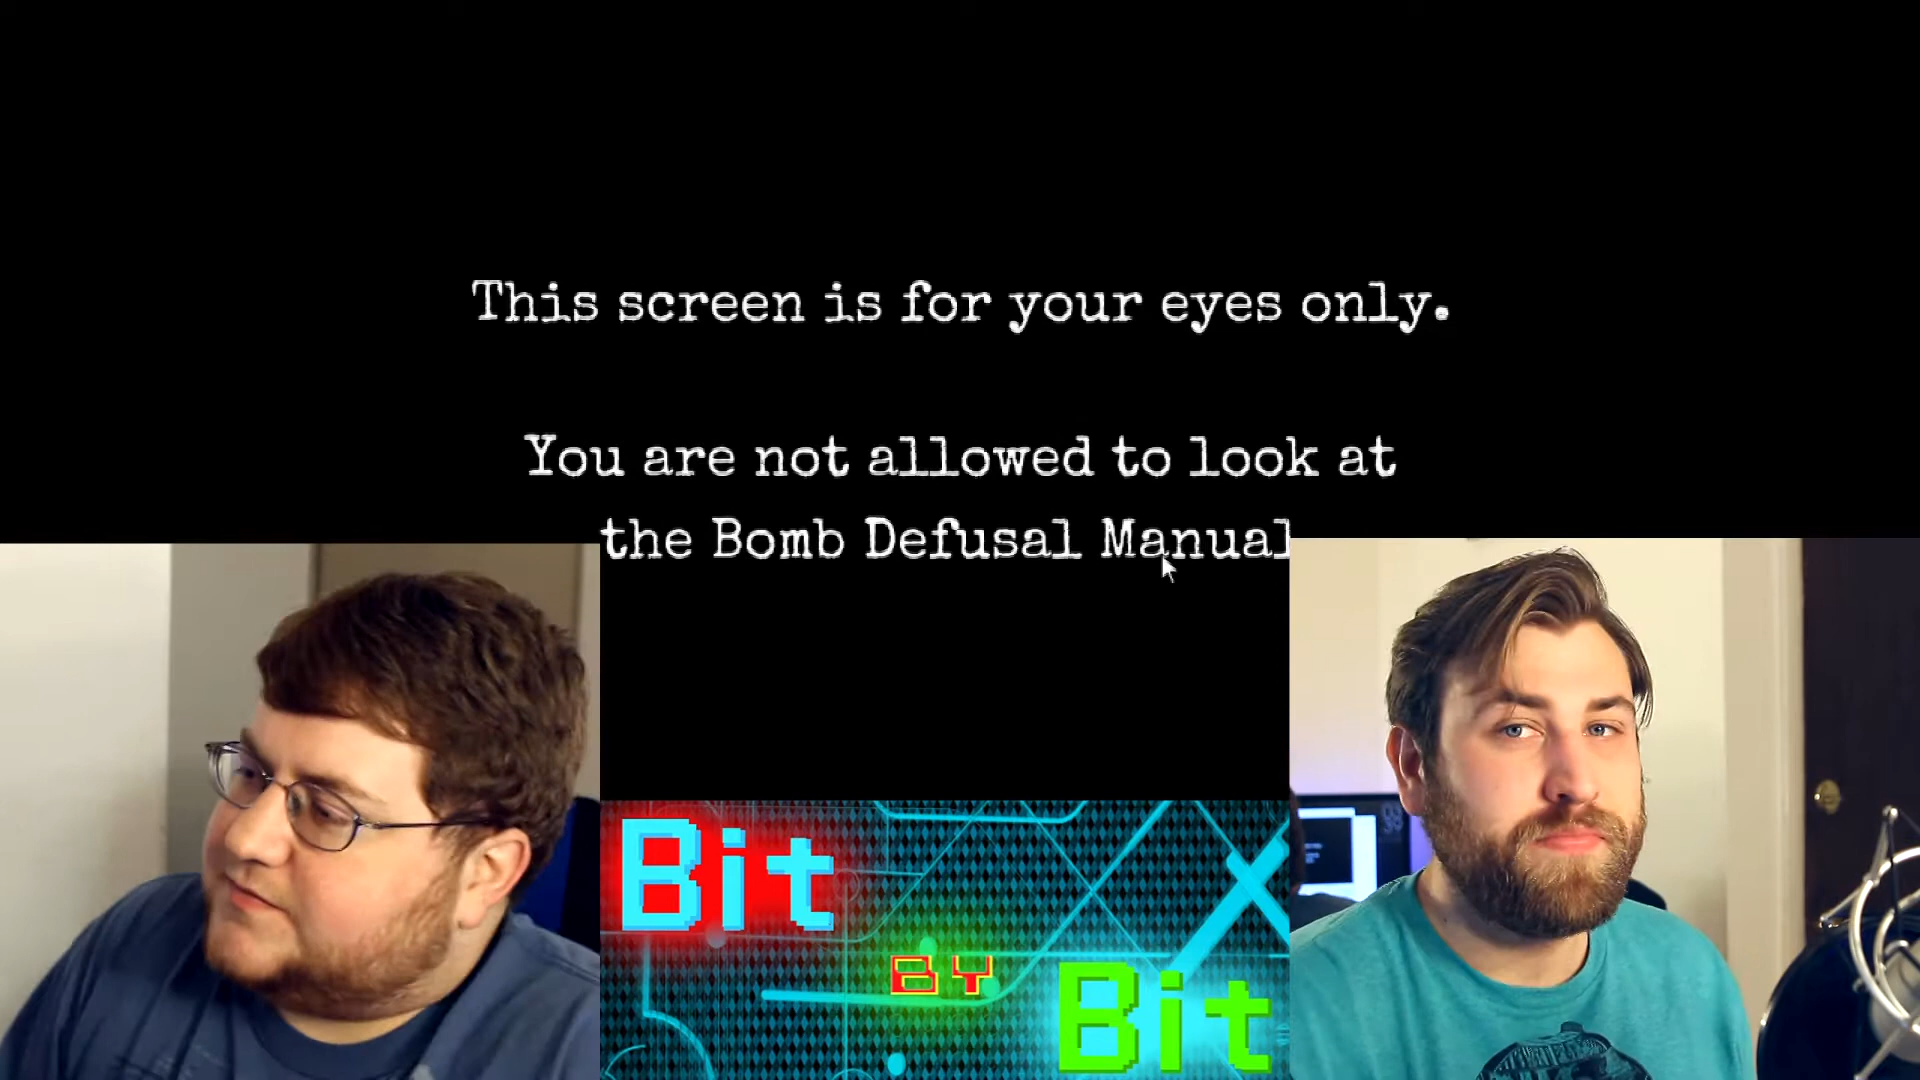 This screen is for your eyes only.
You are not allowed to look at
the Bomb Defusal Manual
Bit
BY
Bit